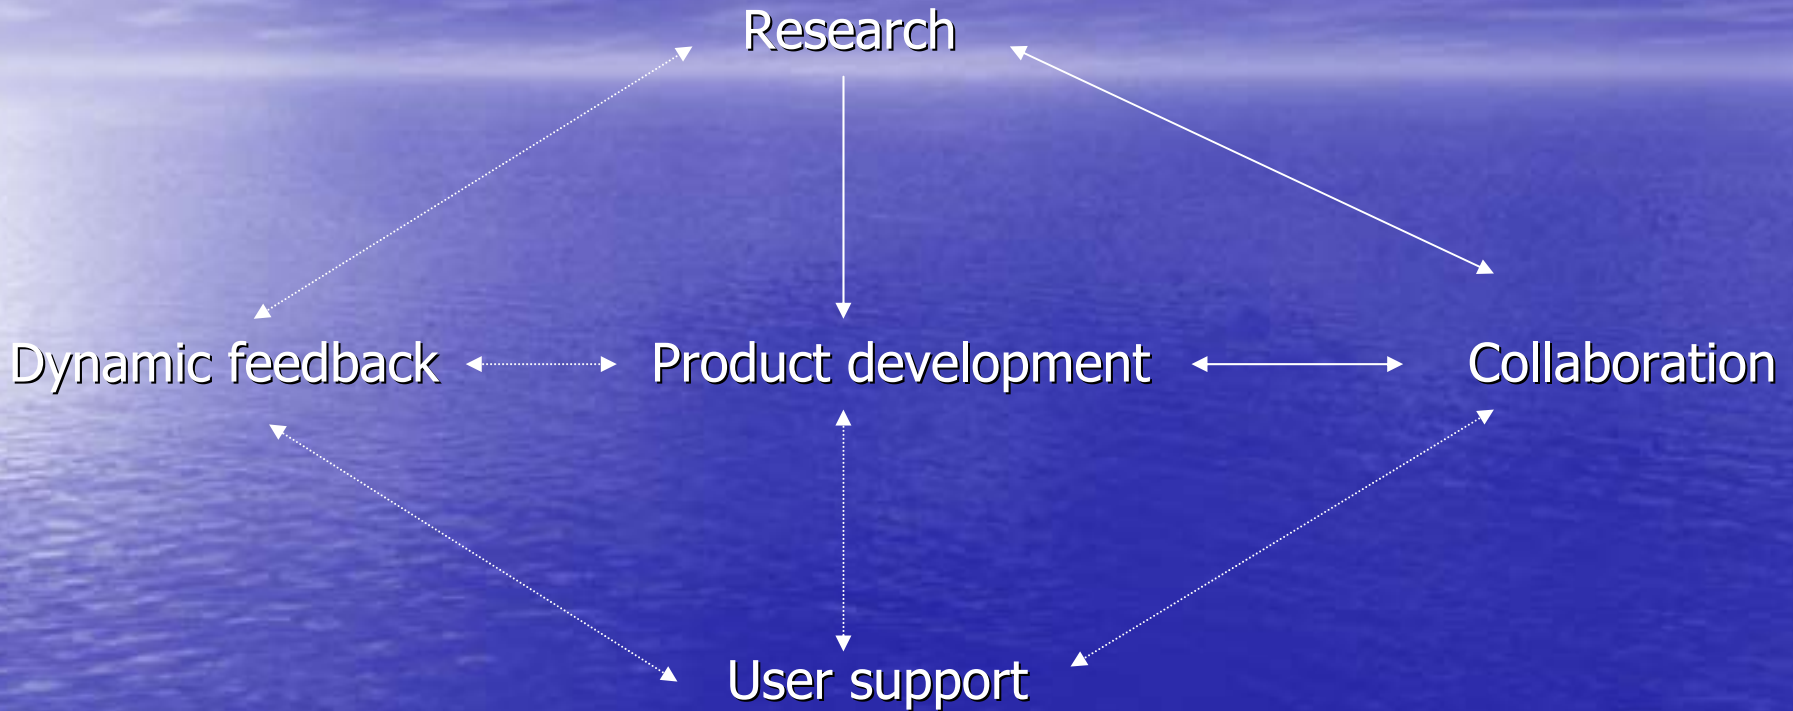 Research
Dynamic feedback
Product development
Collaboration
User support